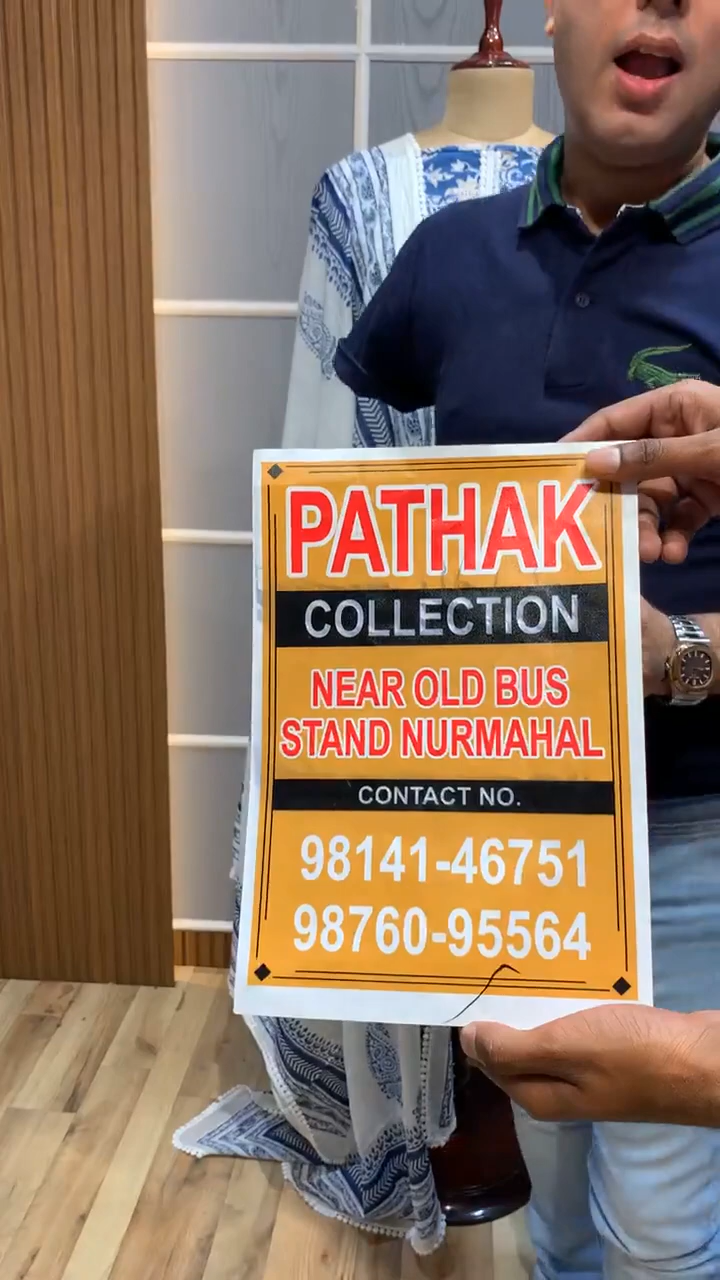 PATHAK
COLLECTION
NEAR OLD BUS
STAND NURMAHAL
CONTACT NO.
98141-46751
98760-95564